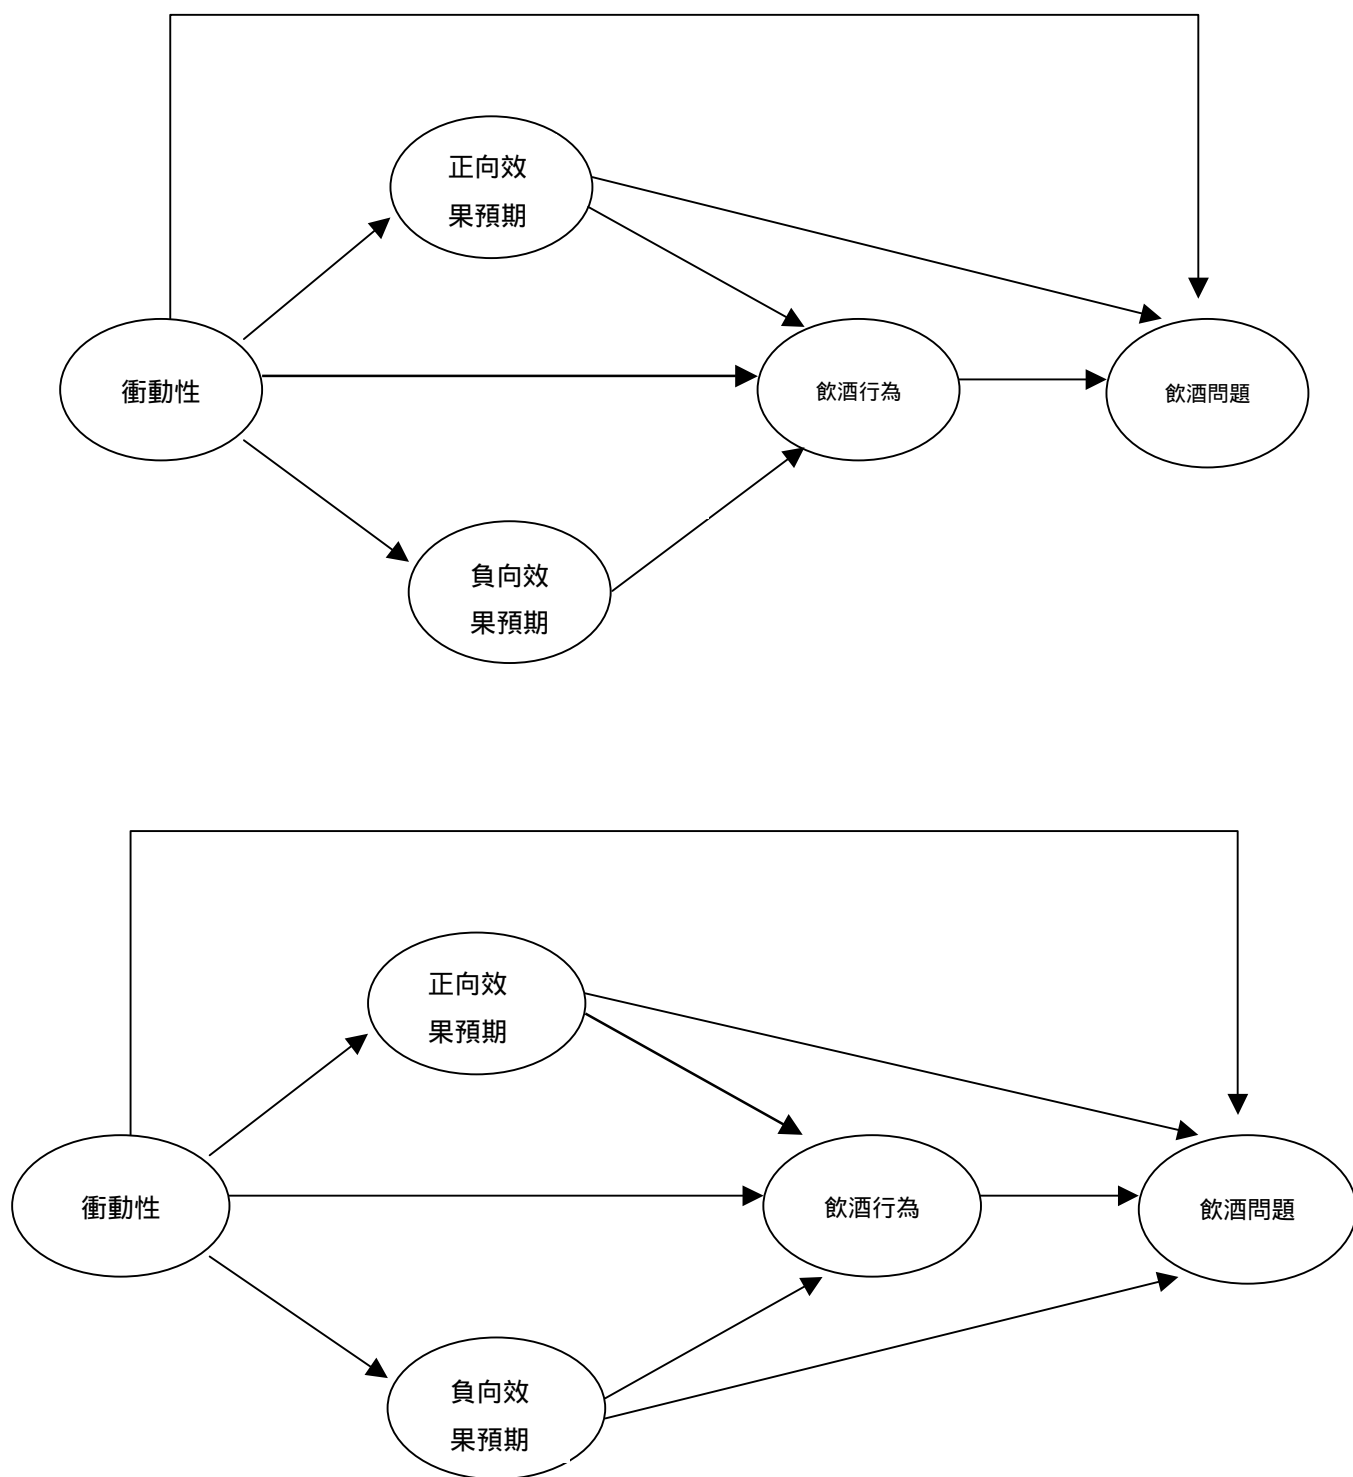 正向效
果預期
衝動性
飲酒行為
飲酒問題
負向效
果預期
正向效
果預期
衝動性
飲酒行為
飲酒問題
負向效
果預期